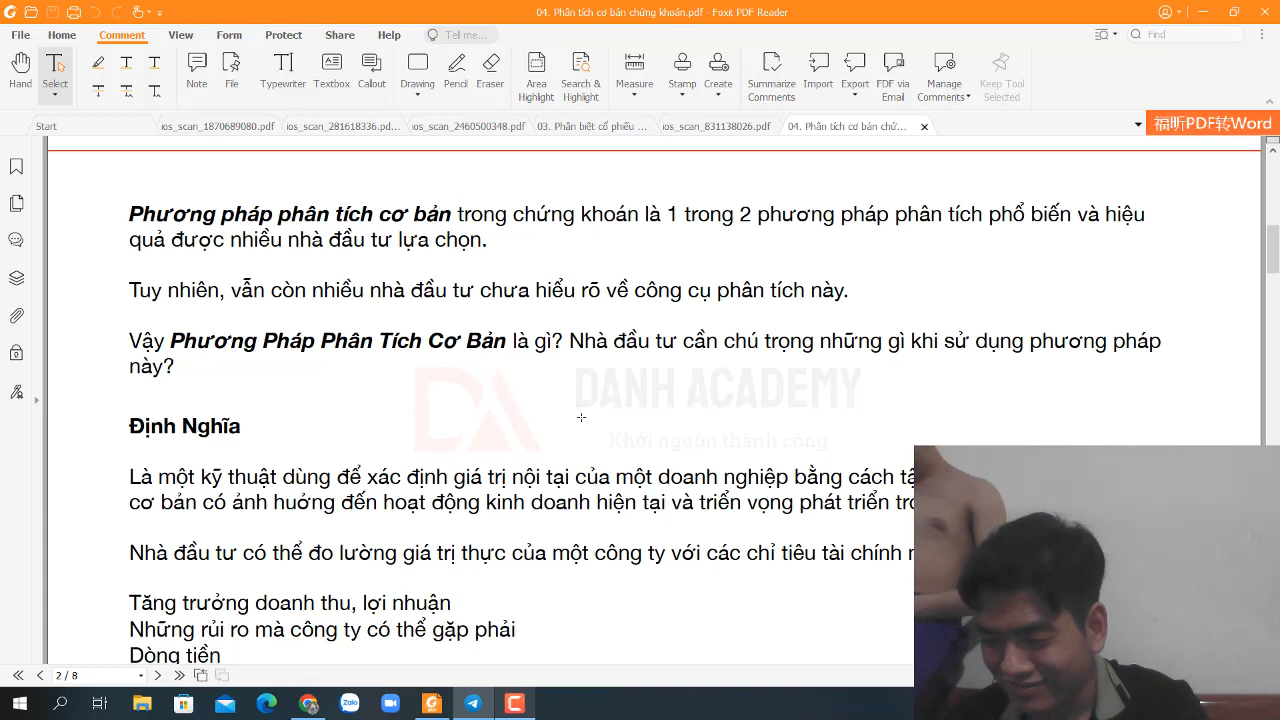 04. Phân tích cơ bản chứng khoán.pdf - Foxit PDF Reader
File Home Comment View Form Protect Share Help Tell me... Find
Hand Select Note File Typewriter Textbox Callout Drawing Pencil Eraser Area Highlight Search & Highlight Measure Stamp Create Summarize Comments Import Export PDF via Email Manage Comments Keep Tool Selected
Start ios_scan_1870689080.pdf ios_scan_281618336.pd... ios_scan_2460500348.pdf 03. Phân biệt cổ phiếu ... ios_scan_831138026.pdf 04. Phân tích cơ bản chứ... 福昕PDF转Word
Phương pháp phân tích cơ bản trong chứng khoán là 1 trong 2 phương pháp phân tích phổ biến và hiệu
quả được nhiều nhà đầu tư lựa chọn.
Tuy nhiên, vẫn còn nhiều nhà đầu tư chưa hiểu rõ về công cụ phân tích này.
Vậy Phương Pháp Phân Tích Cơ Bản là gì? Nhà đầu tư cần chú trọng những gì khi sử dụng phương pháp
này?
DANH ACADEMY
Khởi nguồn thành công
Định Nghĩa
Là một kỹ thuật dùng để xác định giá trị nội tại của một doanh nghiệp bằng cách
cơ bản có ảnh hưởng đến hoạt động kinh doanh hiện tại và triển vọng phát triển
Nhà đầu tư có thể đo lường giá trị thực của một công ty với các chỉ tiêu tài chính
Tăng trưởng doanh thu, lợi nhuận
Những rủi ro mà công ty có thể gặp phải
Dòng tiền
2 / 8
Zalo